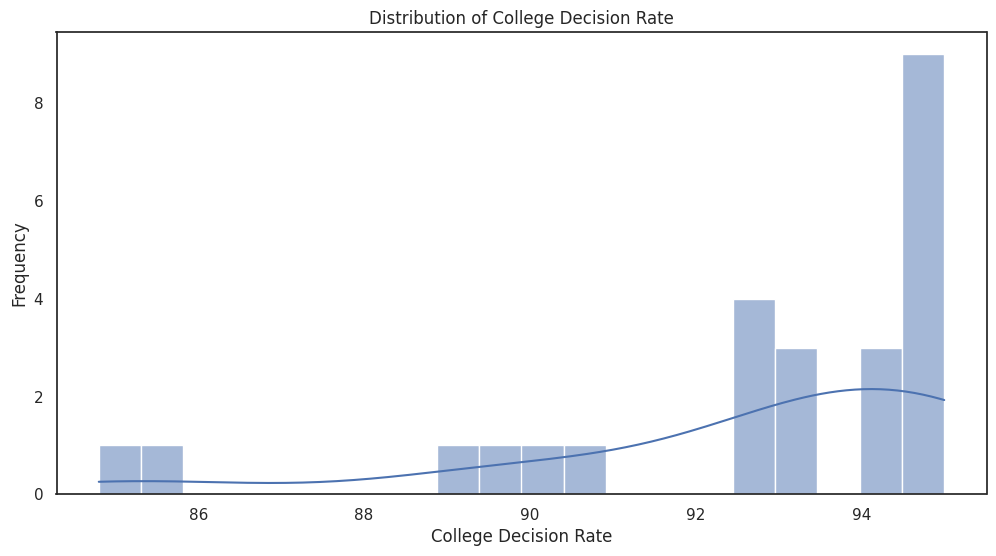 Distribution of College Decision Rate
Frequency
8
6
4
2
0
86 88 90 92 94
College Decision Rate